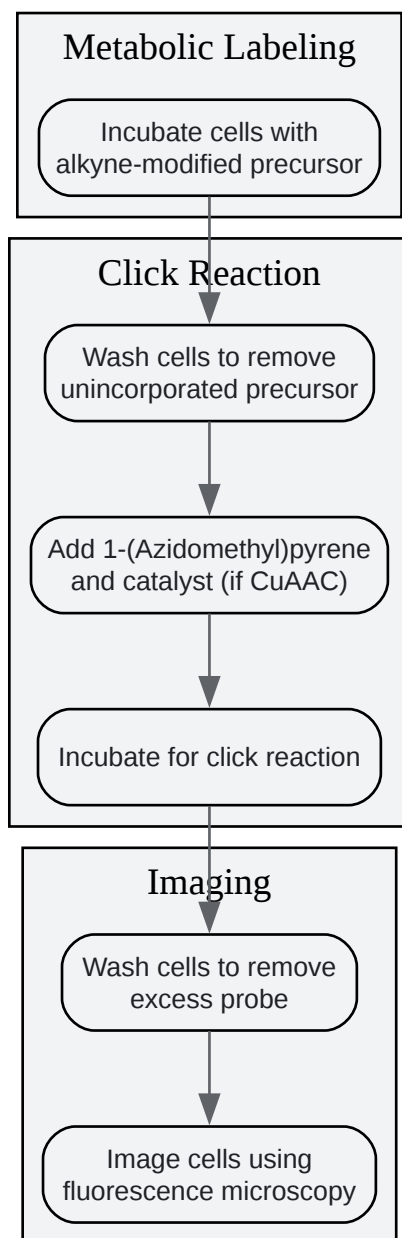 Metabolic Labeling
Incubate cells with
alkyne-modified precursor
Click Reaction
Wash cells to remove
unincorporated precursor
Add 1-(Azidomethyl)pyrene
and catalyst (if CuAAC)
Incubate for click reaction
Imaging
Wash cells to remove
excess probe
Image cells using
fluorescence microscopy